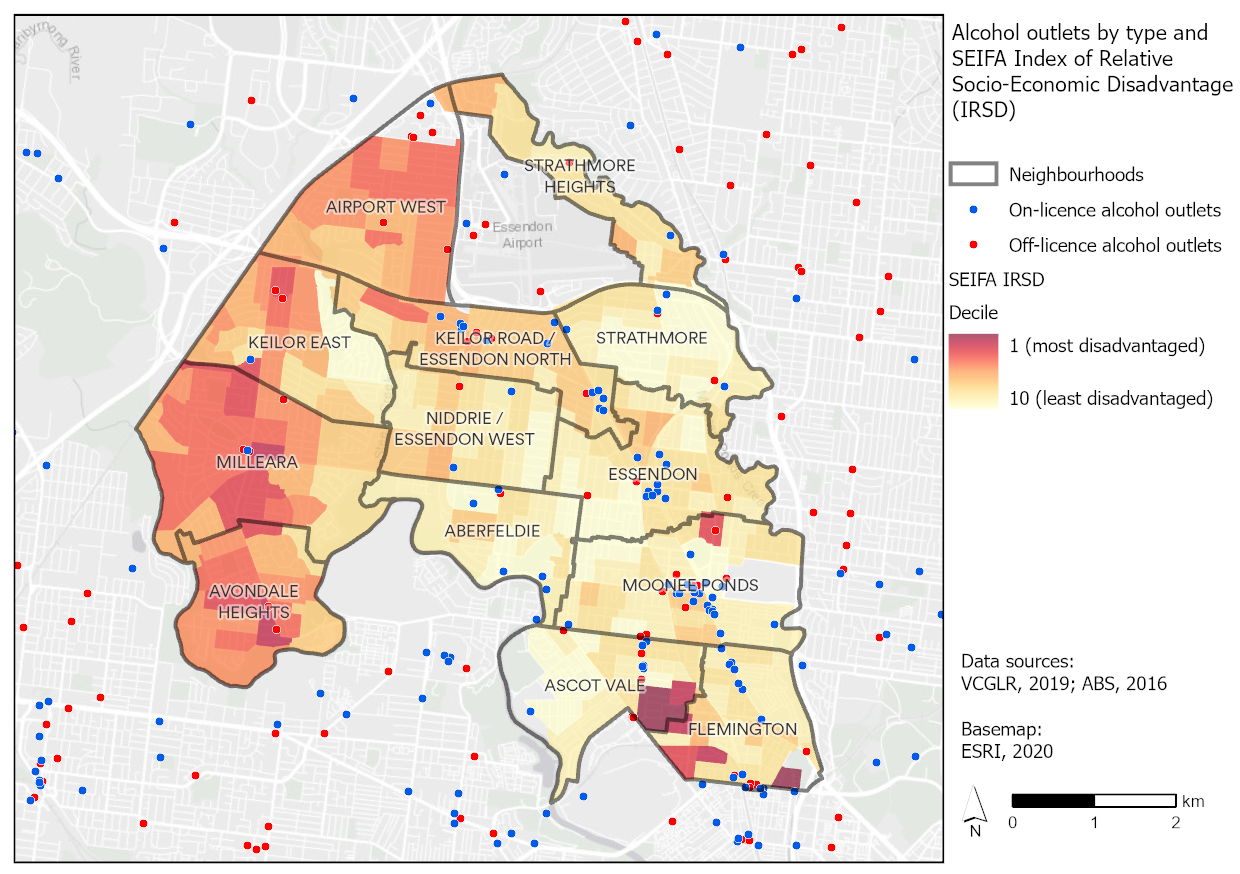 Alcohol outlets by type and
SEIFA Index of Relative
Socio-Economic Disadvantage
(IRSD)
Neighbourhoods
On-licence alcohol outlets
Off-licence alcohol outlets
SEIFA IRSD
Decile
1 (most disadvantaged)
10 (least disadvantaged)
River
STRATHMORE
HEIGHTS
AIRPORT WEST
Essendon
Airport
KEILOR EAST
KEILOR ROAD /
ESSENDON NORTH
STRATHMORE
NIDDRIE /
ESSENDON WEST
MILLEARA
ESSENDON
ABERFELDIE
AVONDALE
HEIGHTS
MOONEE PONDS
ASCOT VALE
FLEMINGTON
Data sources:
VCGLR, 2019; ABS, 2016
Basemap:
ESRI, 2020
N
km
0 1 2